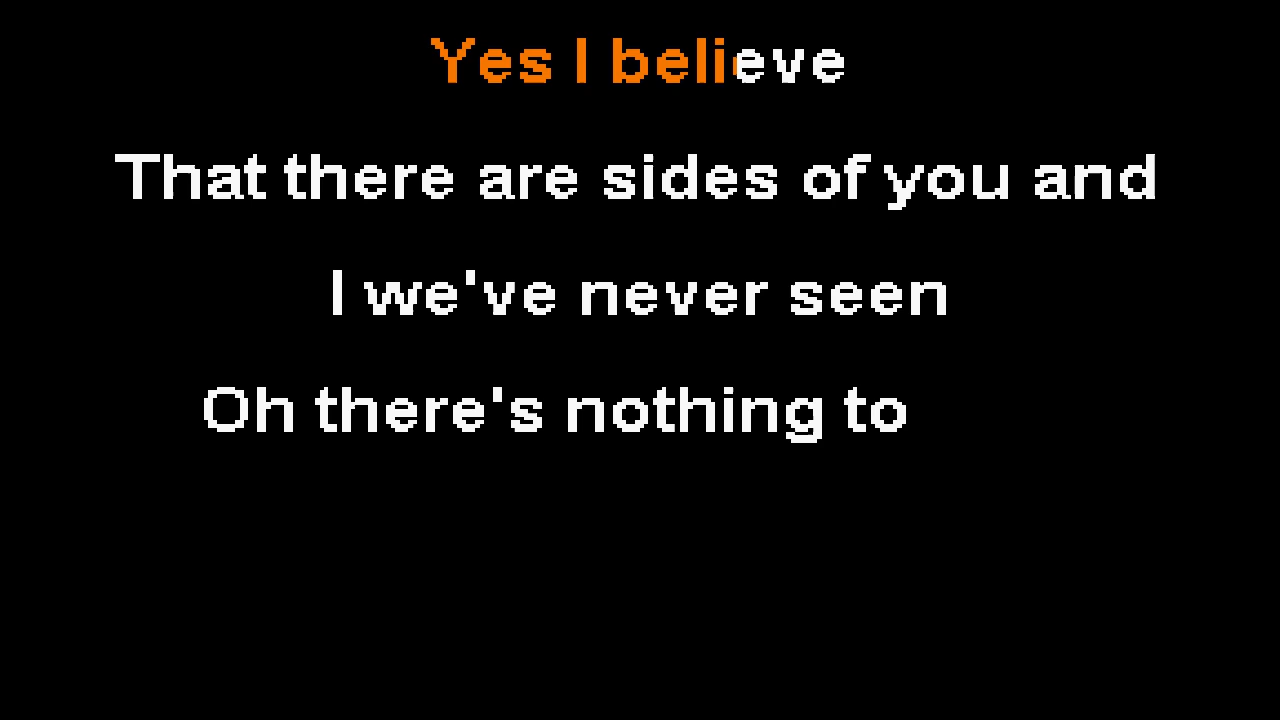 Yes I believe
That there are sides of you and
I we've never seen
Oh there's nothing to